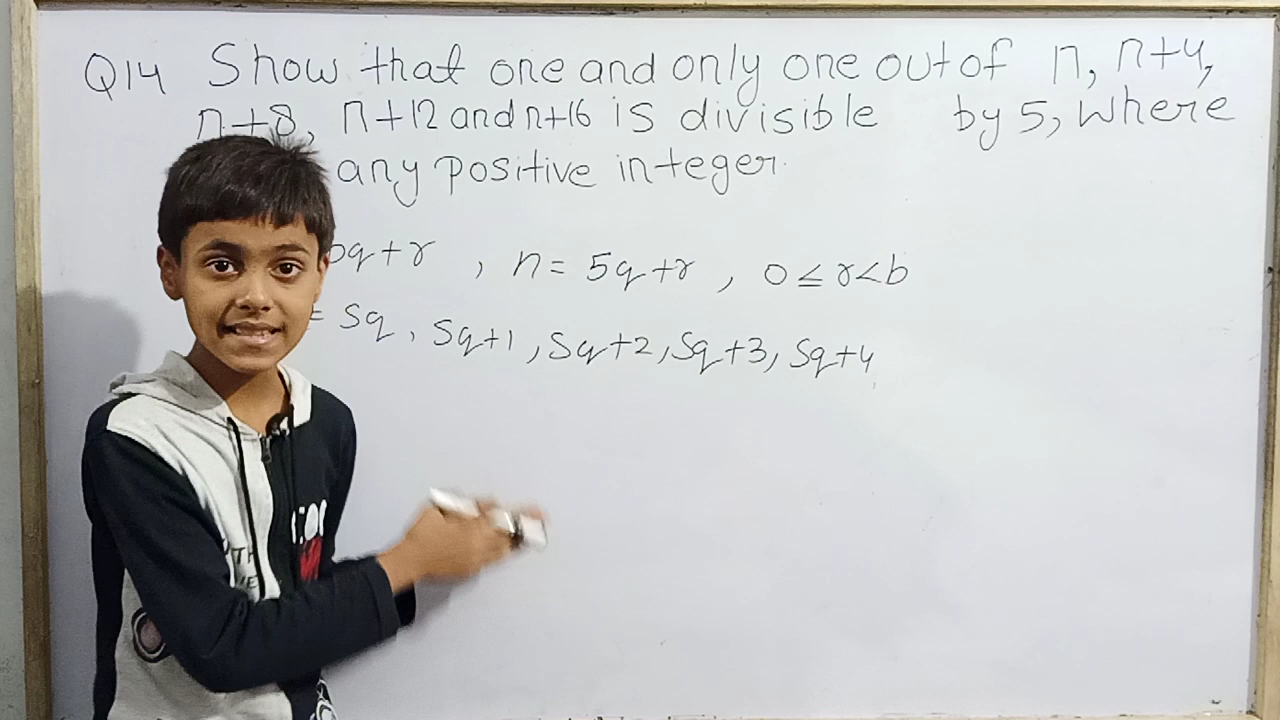 Q14 Show that one and only one out of n, n+4,
n+8, n+12 and n+16 is divisible by 5, where
any positive integer.
bq+r , n = 5q+r , 0≤r<b
= 5q, 5q+1, 5q+2, 5q+3, 5q+4